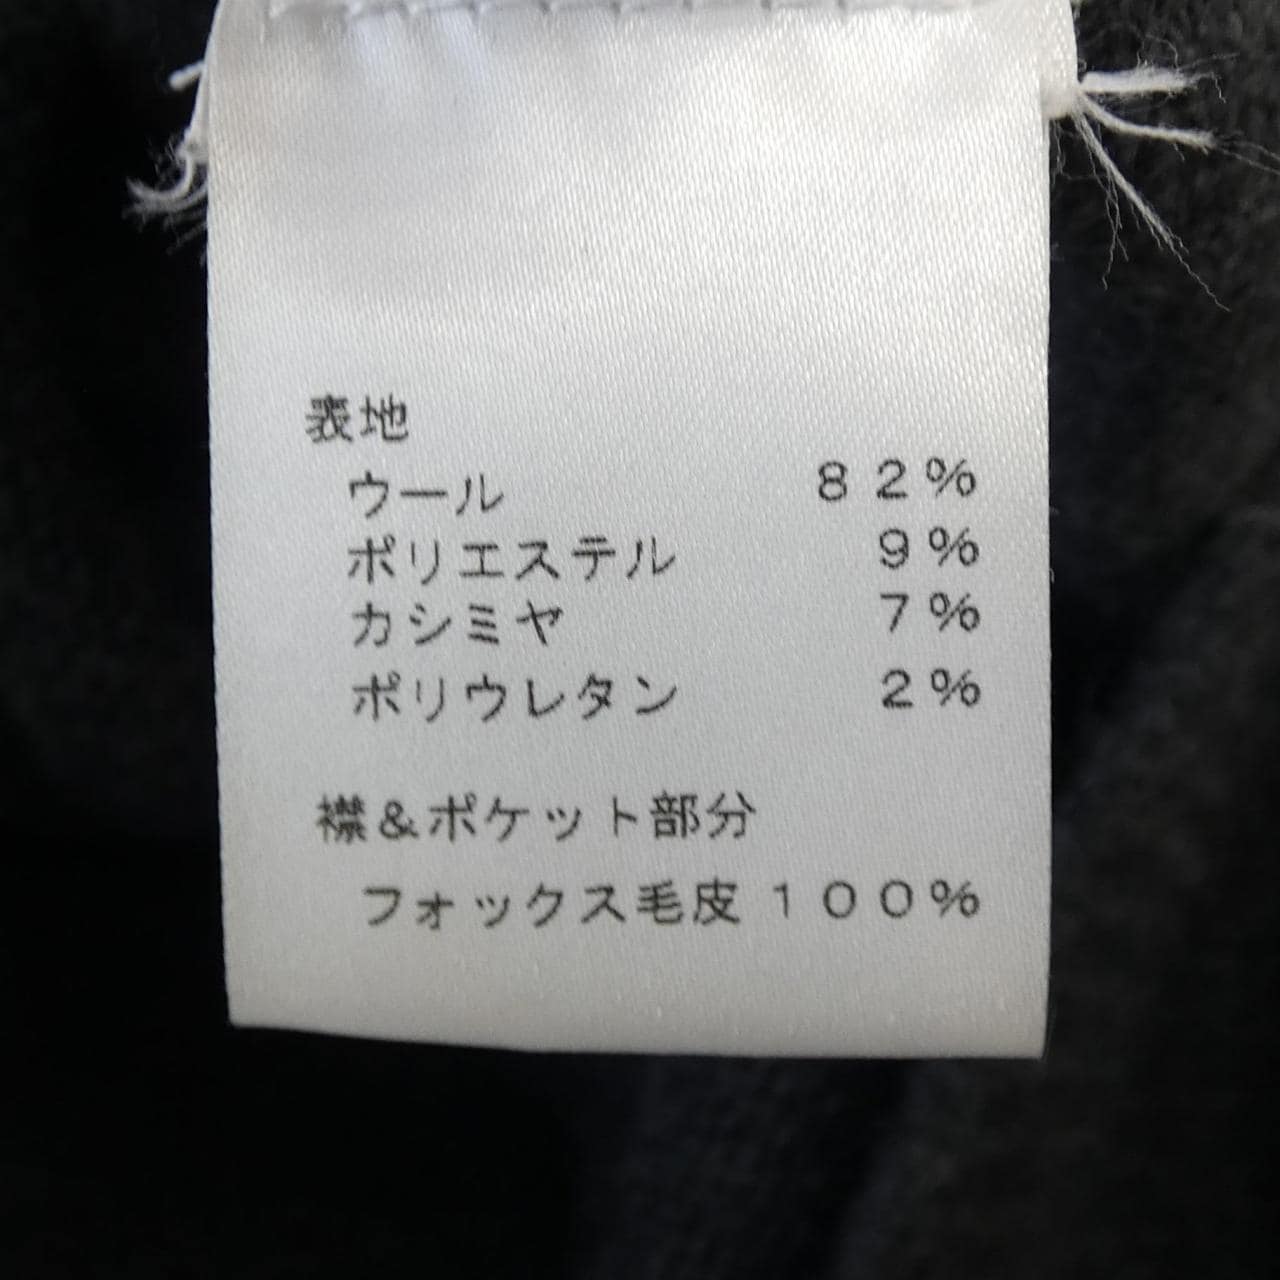 表地
ウール 82%
ポリエステル 9%
カシミヤ 7%
ポリウレタン 2%
襟&ポケット部分
フォックス毛皮 100%